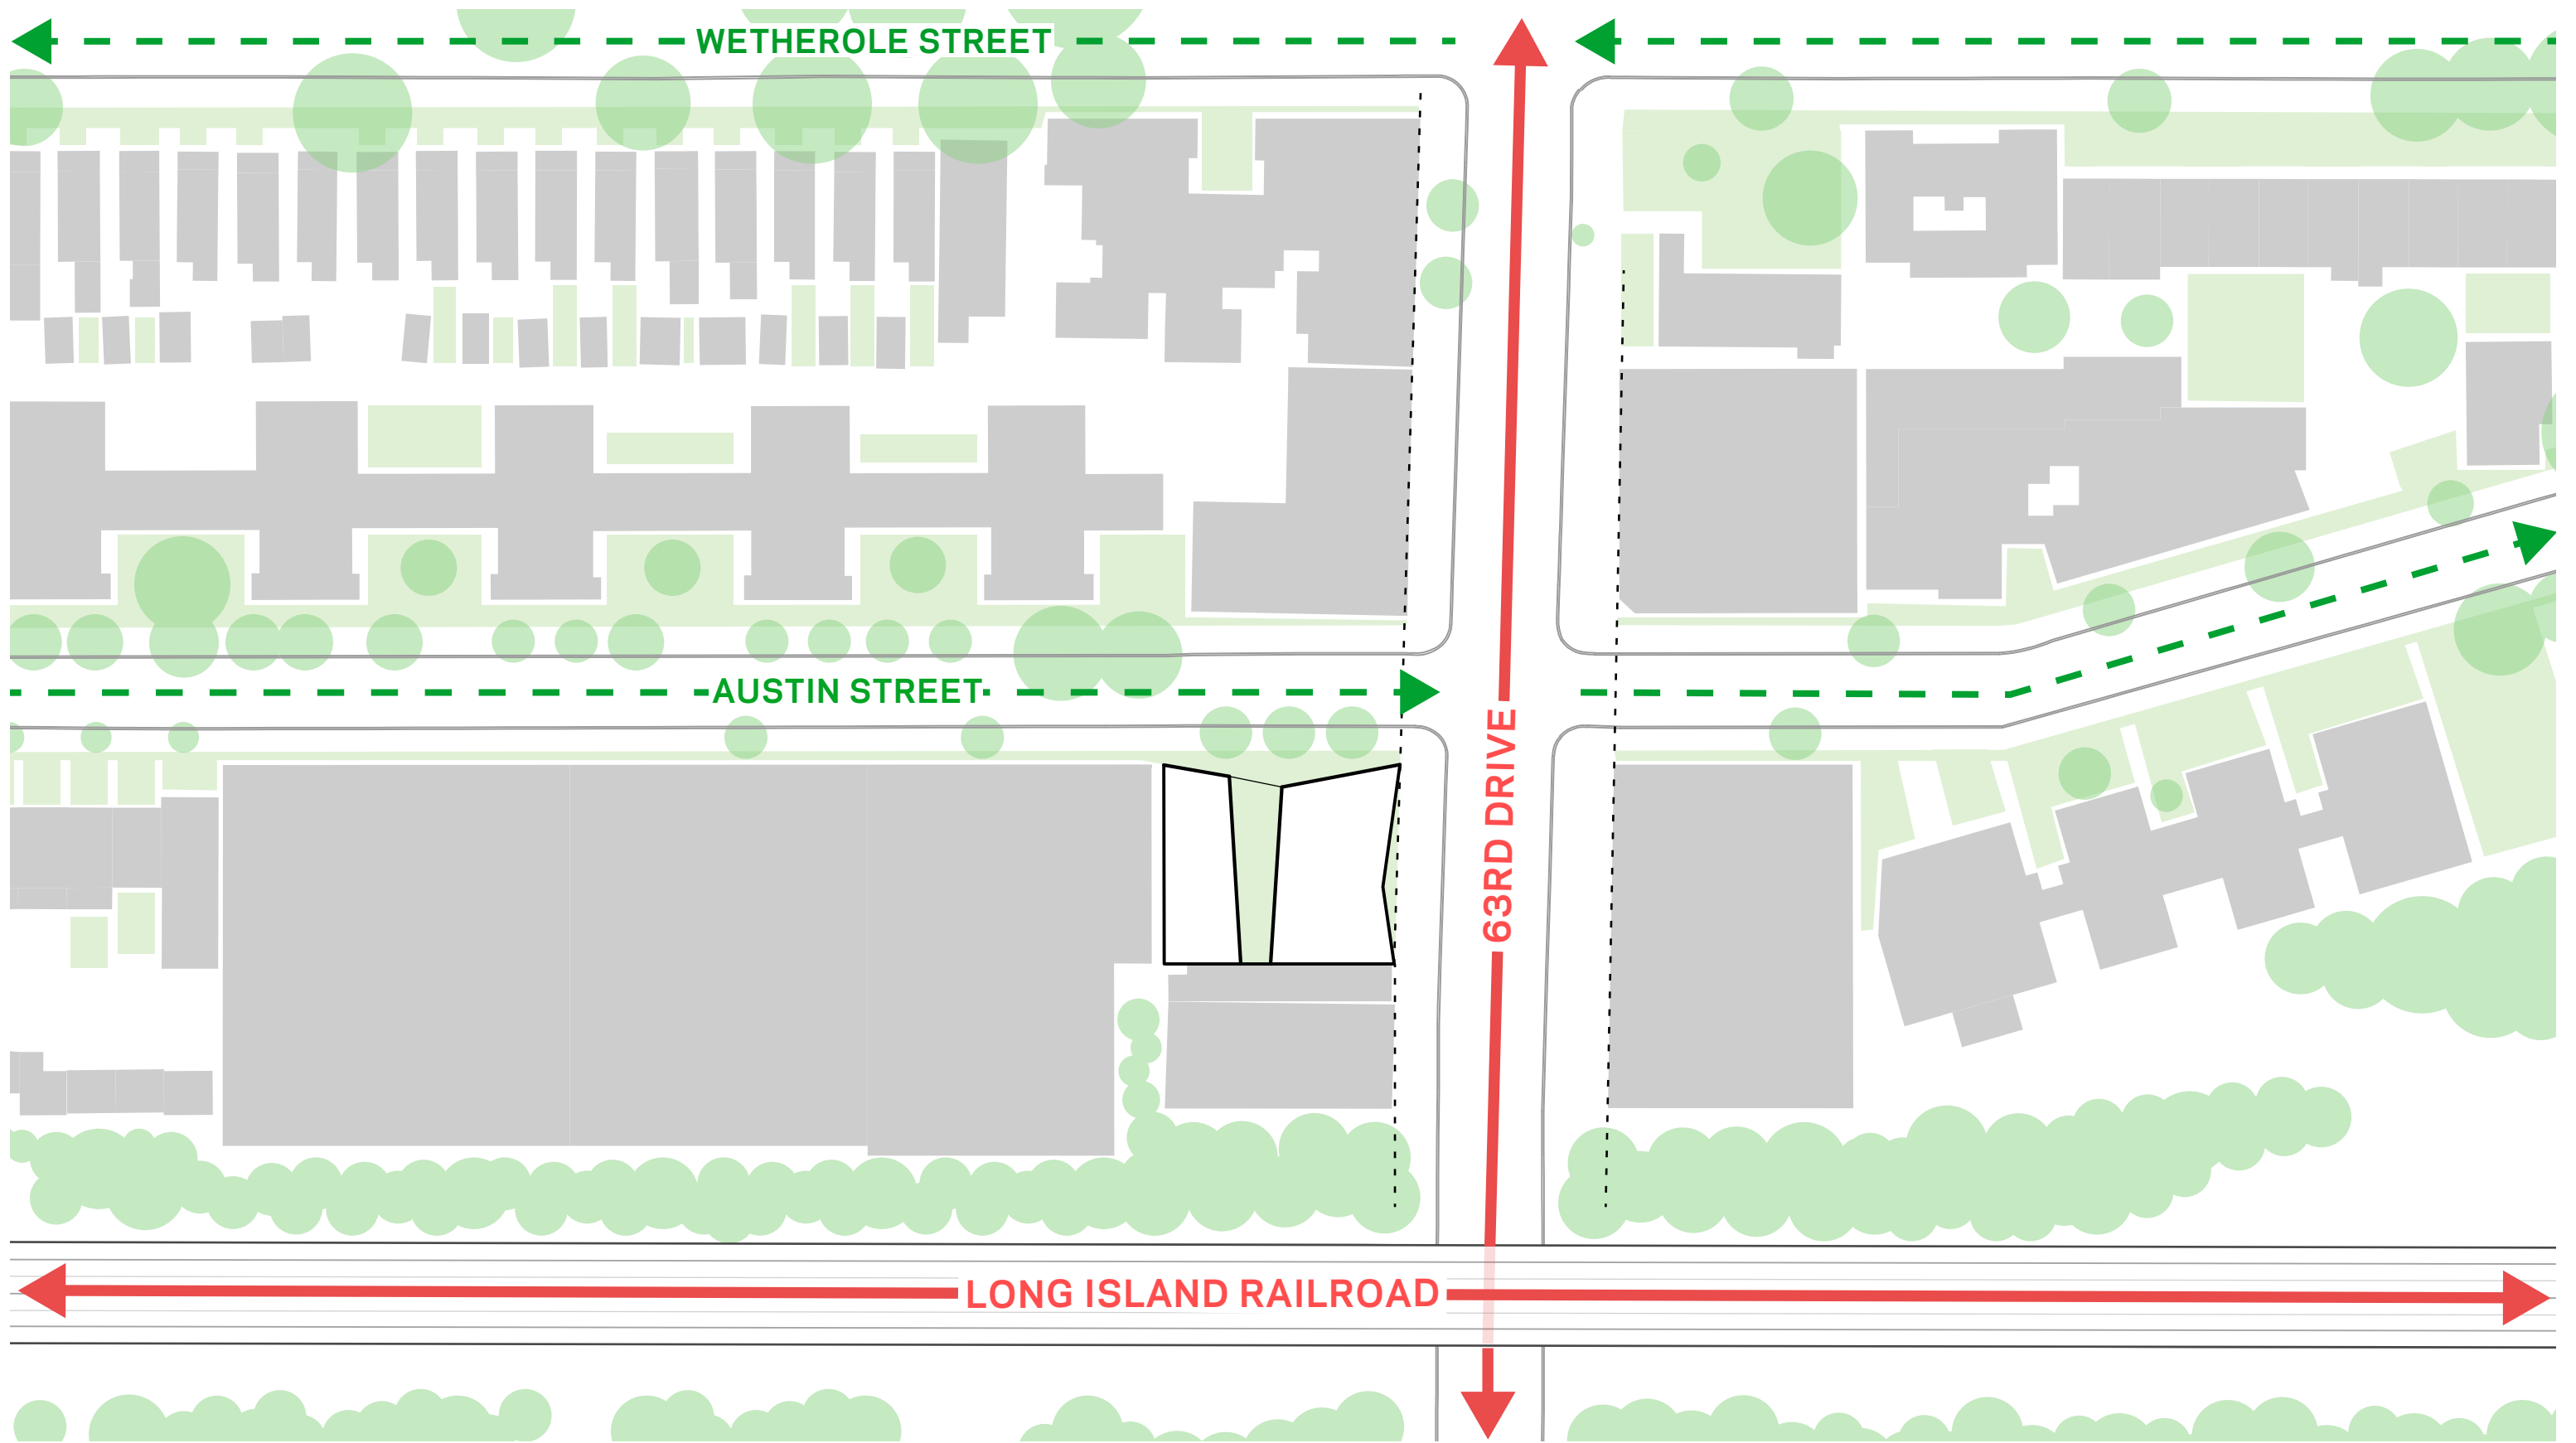 WETHEROLE STREET
AUSTIN STREET
63RD DRIVE
LONG ISLAND RAILROAD